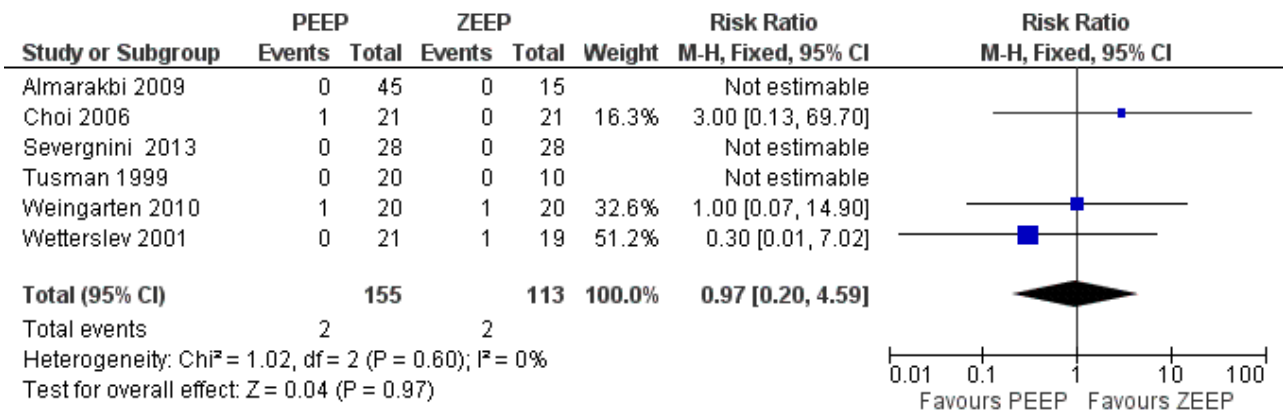 PEEP ZEEP Risk Ratio Risk Ratio
Study or Subgroup Events Total Events Total Weight M-H, Fixed, 95% CI M-H, Fixed, 95% CI
Almarakbi 2009 0 45 0 15 Not estimable
Choi 2006 1 21 0 21 16.3% 3.00 [0.13, 69.70]
Severgnini 2013 0 28 0 28 Not estimable
Tusman 1999 0 20 0 10 Not estimable
Weingarten 2010 1 20 1 20 32.6% 1.00 [0.07, 14.90]
Wetterslev 2001 0 21 1 19 51.2% 0.30 [0.01, 7.02]
Total (95% CI) 155 113 100.0% 0.97 [0.20, 4.59]
Total events 2 2
Heterogeneity: Chi² = 1.02, df = 2 (P = 0.60); I² = 0%
Test for overall effect: Z = 0.04 (P = 0.97)
0.01 0.1 1 10 100
Favours PEEP Favours ZEEP